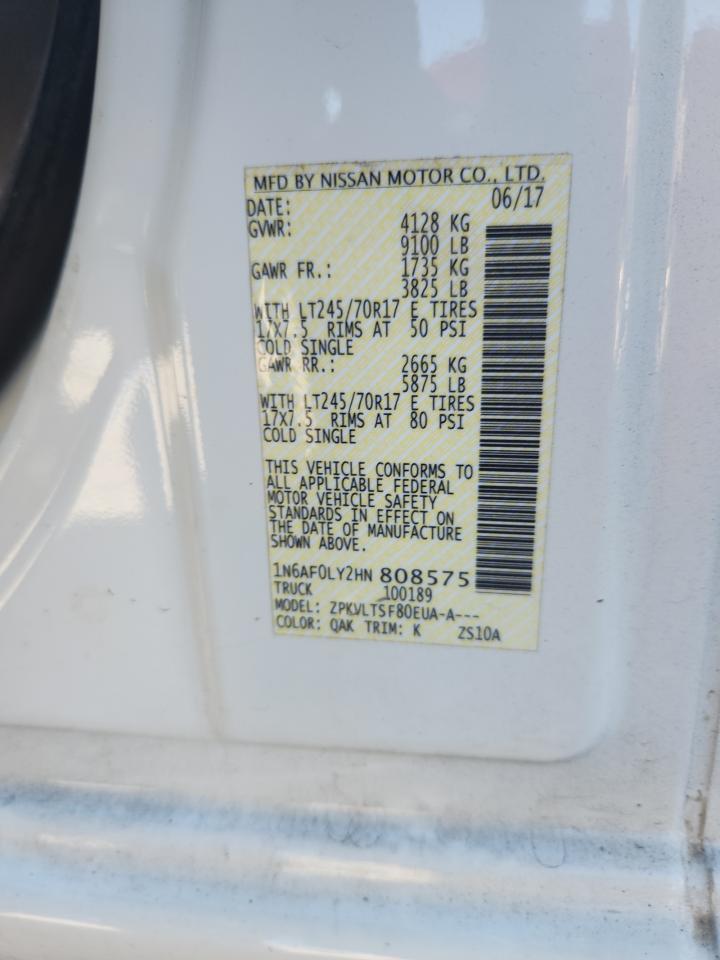 MFD BY NISSAN MOTOR CO., LTD.
DATE: 06/17
GVWR: 4128 KG
9100 LB
GAWR FR.: 1735 KG
3825 LB
WITH LT245/70R17 E TIRES
17X7.5 RIMS AT 50 PSI
COLD SINGLE
GAWR RR.: 2665 KG
5875 LB
WITH LT245/70R17 E TIRES
17X7.5 RIMS AT 80 PSI
COLD SINGLE
THIS VEHICLE CONFORMS TO
ALL APPLICABLE FEDERAL
MOTOR VEHICLE SAFETY
STANDARDS IN EFFECT ON
THE DATE OF MANUFACTURE
SHOWN ABOVE.
1N6AF0LY2HN 808575
TRUCK 100189
MODEL: ZPKVLTSF80EUA-A---
COLOR: QAK TRIM: K ZS10A